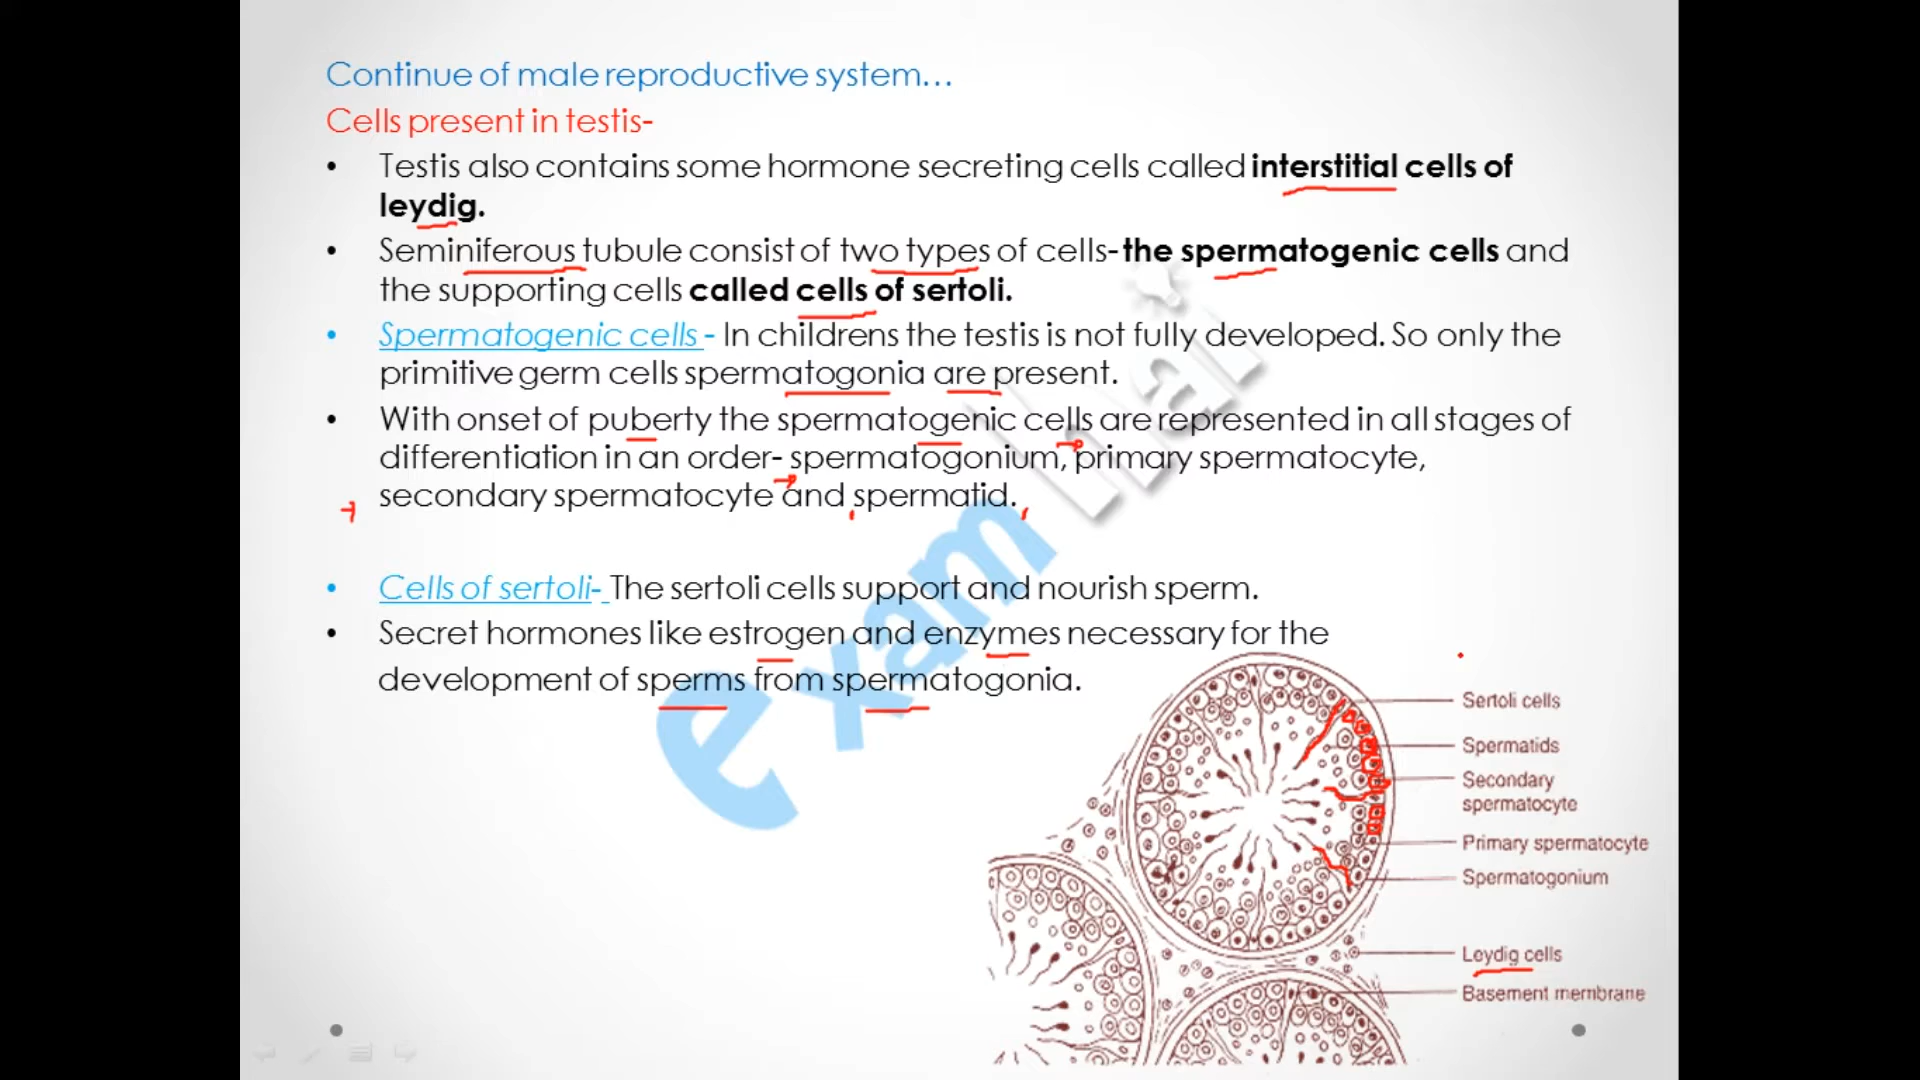 Continue of male reproductive system...
Cells present in testis-
• Testis also contains some hormone secreting cells called interstitial cells of
leydig.
• Seminiferous tubule consist of two types of cells- the spermatogenic cells and
the supporting cells called cells of sertoli.
• Spermatogenic cells - In childrens the testis is not fully developed. So only the
primitive germ cells spermatogonia are present.
• With onset of puberty the spermatogenic cells are represented in all stages of
differentiation in an order- spermatogonium, primary spermatocyte,
secondary spermatocyte and spermatid.
• Cells of sertoli- The sertoli cells support and nourish sperm.
• Secret hormones like estrogen and enzymes necessary for the
development of sperms from spermatogonia.
exam hai
Sertoli cells
Spermatids
Secondary
spermatocyte
Primary spermatocyte
Spermatogonium
Leydig cells
Basement membrane